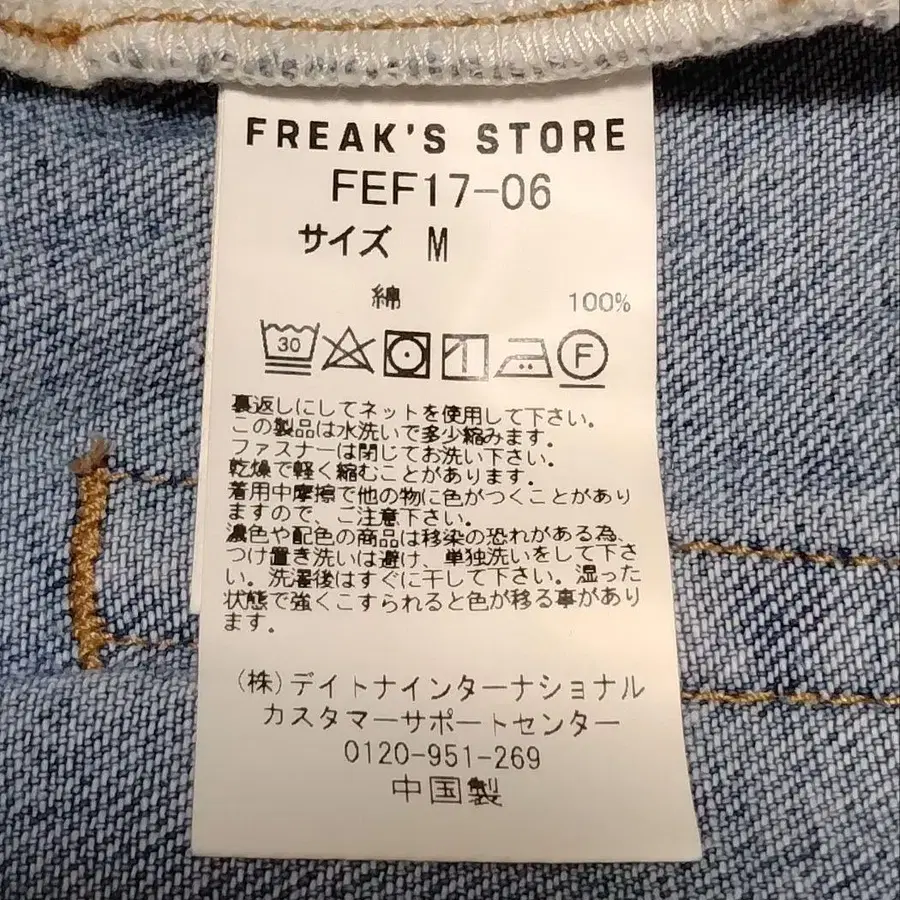 FREAK'S STORE
FEF17-06
サイズ M
綿 100%
30 F
裏返しにしてネットを使用して下さい。
この製品は水洗いで多少縮みます。
ファスナーは閉じてお洗い下さい。
乾燥で軽く縮むことがあります。
着用中摩擦で他の物に色がつくことがあり
ますので、ご注意下さい。
濃色や配色の商品は移染の恐れがある為、
つけ置き洗いは避け、単独洗いをして下さ
い。洗濯後はすぐに干して下さい。湿った
状態で強くこすられると色が移る事があり
ます。
(株)デイトナインターナショナル
カスタマーサポートセンター
0120-951-269
中国製